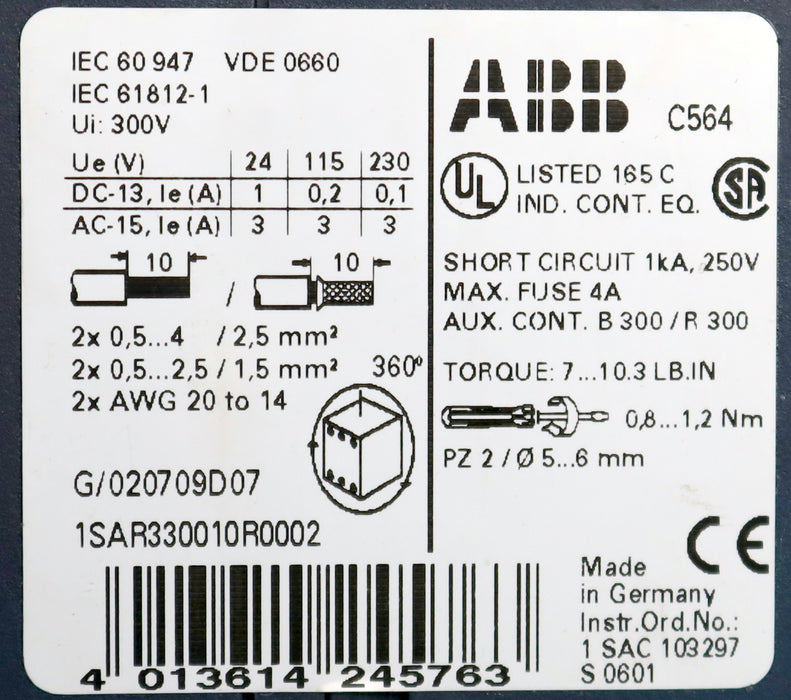 IEC 60 947 VDE 0660
IEC 61812-1
Ui: 300V
Ue (V) 24 115 230
DC-13, Ie (A) 1 0,2 0,1
AC-15, Ie (A) 3 3 3
10 / 10
2x 0,5...4 / 2,5 mm²
2x 0,5...2,5 / 1,5 mm² 360°
2x AWG 20 to 14
G/020709D07
1SAR330010R0002
4 013614 245763
ABB C564
UL LISTED 165 C SA
IND. CONT. EQ.
SHORT CIRCUIT 1kA, 250V
MAX. FUSE 4A
AUX. CONT. B 300 / R 300
TORQUE: 7...10.3 LB.IN
0,8...1,2 Nm
PZ 2 / Ø 5...6 mm
CE
Made
in Germany
Instr.Ord.No.:
1 SAC 103297
S 0601